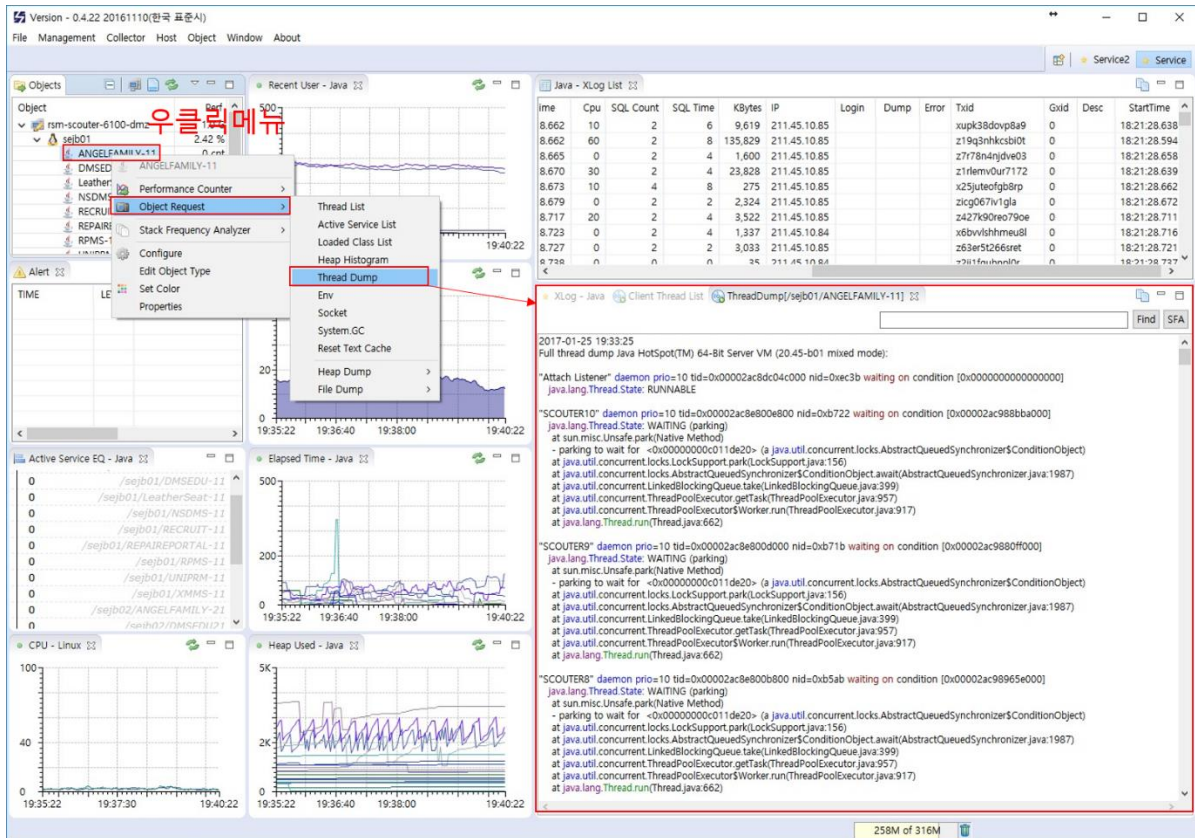 Version - 0.4.22 20161110(한국 표준시)
File Management Collector Host Object Window About
Service2 Service
Objects
Object Perf
rsm-scouter-6100-dmz
우클릭메뉴
sejb01 2.42 %
ANGELFAMILY-11 0 cnt
DMSED
Leather
NSDMS
RECRUI
REPAIRE
RPMS-1
ANGELFAMILY-11
Performance Counter
Object Request
Stack Frequency Analyzer
Configure
Edit Object Type
Set Color
Properties
Thread List
Active Service List
Loaded Class List
Heap Histogram
Thread Dump
Env
Socket
System.GC
Reset Text Cache
Heap Dump
File Dump
Recent User - Java
500
19:40:22
Alert
TIME LE
20
0
19:35:22 19:36:40 19:38:00 19:40:22
Active Service EQ - Java
0 /sejb01/DMSEDU-11
0 /sejb01/LeatherSeat-11
0 /sejb01/NSDMS-11
0 /sejb01/RECRUIT-11
0 /sejb01/REPAIREPORTAL-11
0 /sejb01/RPMS-11
0 /sejb01/UNIPRM-11
0 /sejb01/XMMS-11
0 /sejb02/ANGELFAMILY-21
0 /sejb02/DMSEDU21
Elapsed Time - Java
500
200
0
19:35:22 19:36:40 19:38:00 19:40:22
CPU - Linux
100
40
0
19:35:22 19:37:30 19:40:22
Heap Used - Java
5K
2K
0
19:35:22 19:36:40 19:38:00 19:40:22
Java - XLog List
ime Cpu SQL Count SQL Time KBytes IP Login Dump Error Txid Gxid Desc StartTime
8.662 10 2 6 9,619 211.45.10.85 xupk38dovp8a9 0 18:21:28.638
8.662 60 2 8 135,829 211.45.10.85 z19q3nhkcsbi0t 0 18:21:28.594
8.665 0 2 4 1,600 211.45.10.85 z7r78n4njdve03 0 18:21:28.658
8.670 30 2 4 23,828 211.45.10.85 z1rlemv0ur7172 0 18:21:28.639
8.673 10 4 8 275 211.45.10.85 x25juteofgb8rp 0 18:21:28.662
8.679 0 2 2 2,324 211.45.10.85 zicg067iv1gla 0 18:21:28.672
8.717 20 2 4 3,522 211.45.10.85 z427k90reo79oe 0 18:21:28.711
8.723 0 2 4 1,337 211.45.10.84 x6bvvlshhmeu8l 0 18:21:28.716
8.727 0 2 2 3,033 211.45.10.85 z63er5t266sret 0 18:21:28.721
8.738 0 0 0 35 211.45.10.84 0 18:21:28.737
XLog - Java Client Thread List ThreadDump[/sejb01/ANGELFAMILY-11]
Find SFA
2017-01-25 19:33:25
Full thread dump Java HotSpot(TM) 64-Bit Server VM (20.45-b01 mixed mode):
"Attach Listener" daemon prio=10 tid=0x00002ac8dc04c000 nid=0xec3b waiting on condition [0x0000000000000000]
java.lang.Thread.State: RUNNABLE
"SCOUTER10" daemon prio=10 tid=0x00002ac8e800e800 nid=0xb722 waiting on condition [0x00002ac988bba000]
java.lang.Thread.State: WAITING (parking)
at sun.misc.Unsafe.park(Native Method)
- parking to wait for <0x00000000c011de20> (a java.util.concurrent.locks.AbstractQueuedSynchronizer$ConditionObject)
at java.util.concurrent.locks.LockSupport.park(LockSupport.java:156)
at java.util.concurrent.locks.AbstractQueuedSynchronizer$ConditionObject.await(AbstractQueuedSynchronizer.java:1987)
at java.util.concurrent.LinkedBlockingQueue.take(LinkedBlockingQueue.java:399)
at java.util.concurrent.ThreadPoolExecutor.getTask(ThreadPoolExecutor.java:957)
at java.util.concurrent.ThreadPoolExecutor$Worker.run(ThreadPoolExecutor.java:917)
at java.lang.Thread.run(Thread.java:662)
"SCOUTER9" daemon prio=10 tid=0x00002ac8e800d000 nid=0xb71b waiting on condition [0x00002ac9880ff000]
java.lang.Thread.State: WAITING (parking)
at sun.misc.Unsafe.park(Native Method)
- parking to wait for <0x00000000c011de20> (a java.util.concurrent.locks.AbstractQueuedSynchronizer$ConditionObject)
at java.util.concurrent.locks.LockSupport.park(LockSupport.java:156)
at java.util.concurrent.locks.AbstractQueuedSynchronizer$ConditionObject.await(AbstractQueuedSynchronizer.java:1987)
at java.util.concurrent.LinkedBlockingQueue.take(LinkedBlockingQueue.java:399)
at java.util.concurrent.ThreadPoolExecutor.getTask(ThreadPoolExecutor.java:957)
at java.util.concurrent.ThreadPoolExecutor$Worker.run(ThreadPoolExecutor.java:917)
at java.lang.Thread.run(Thread.java:662)
"SCOUTER8" daemon prio=10 tid=0x00002ac8e800b800 nid=0xb5ab waiting on condition [0x00002ac98965e000]
java.lang.Thread.State: WAITING (parking)
at sun.misc.Unsafe.park(Native Method)
- parking to wait for <0x00000000c011de20> (a java.util.concurrent.locks.AbstractQueuedSynchronizer$ConditionObject)
at java.util.concurrent.locks.LockSupport.park(LockSupport.java:156)
at java.util.concurrent.locks.AbstractQueuedSynchronizer$ConditionObject.await(AbstractQueuedSynchronizer.java:1987)
at java.util.concurrent.LinkedBlockingQueue.take(LinkedBlockingQueue.java:399)
at java.util.concurrent.ThreadPoolExecutor.getTask(ThreadPoolExecutor.java:957)
at java.util.concurrent.ThreadPoolExecutor$Worker.run(ThreadPoolExecutor.java:917)
at java.lang.Thread.run(Thread.java:662)
258M of 316M